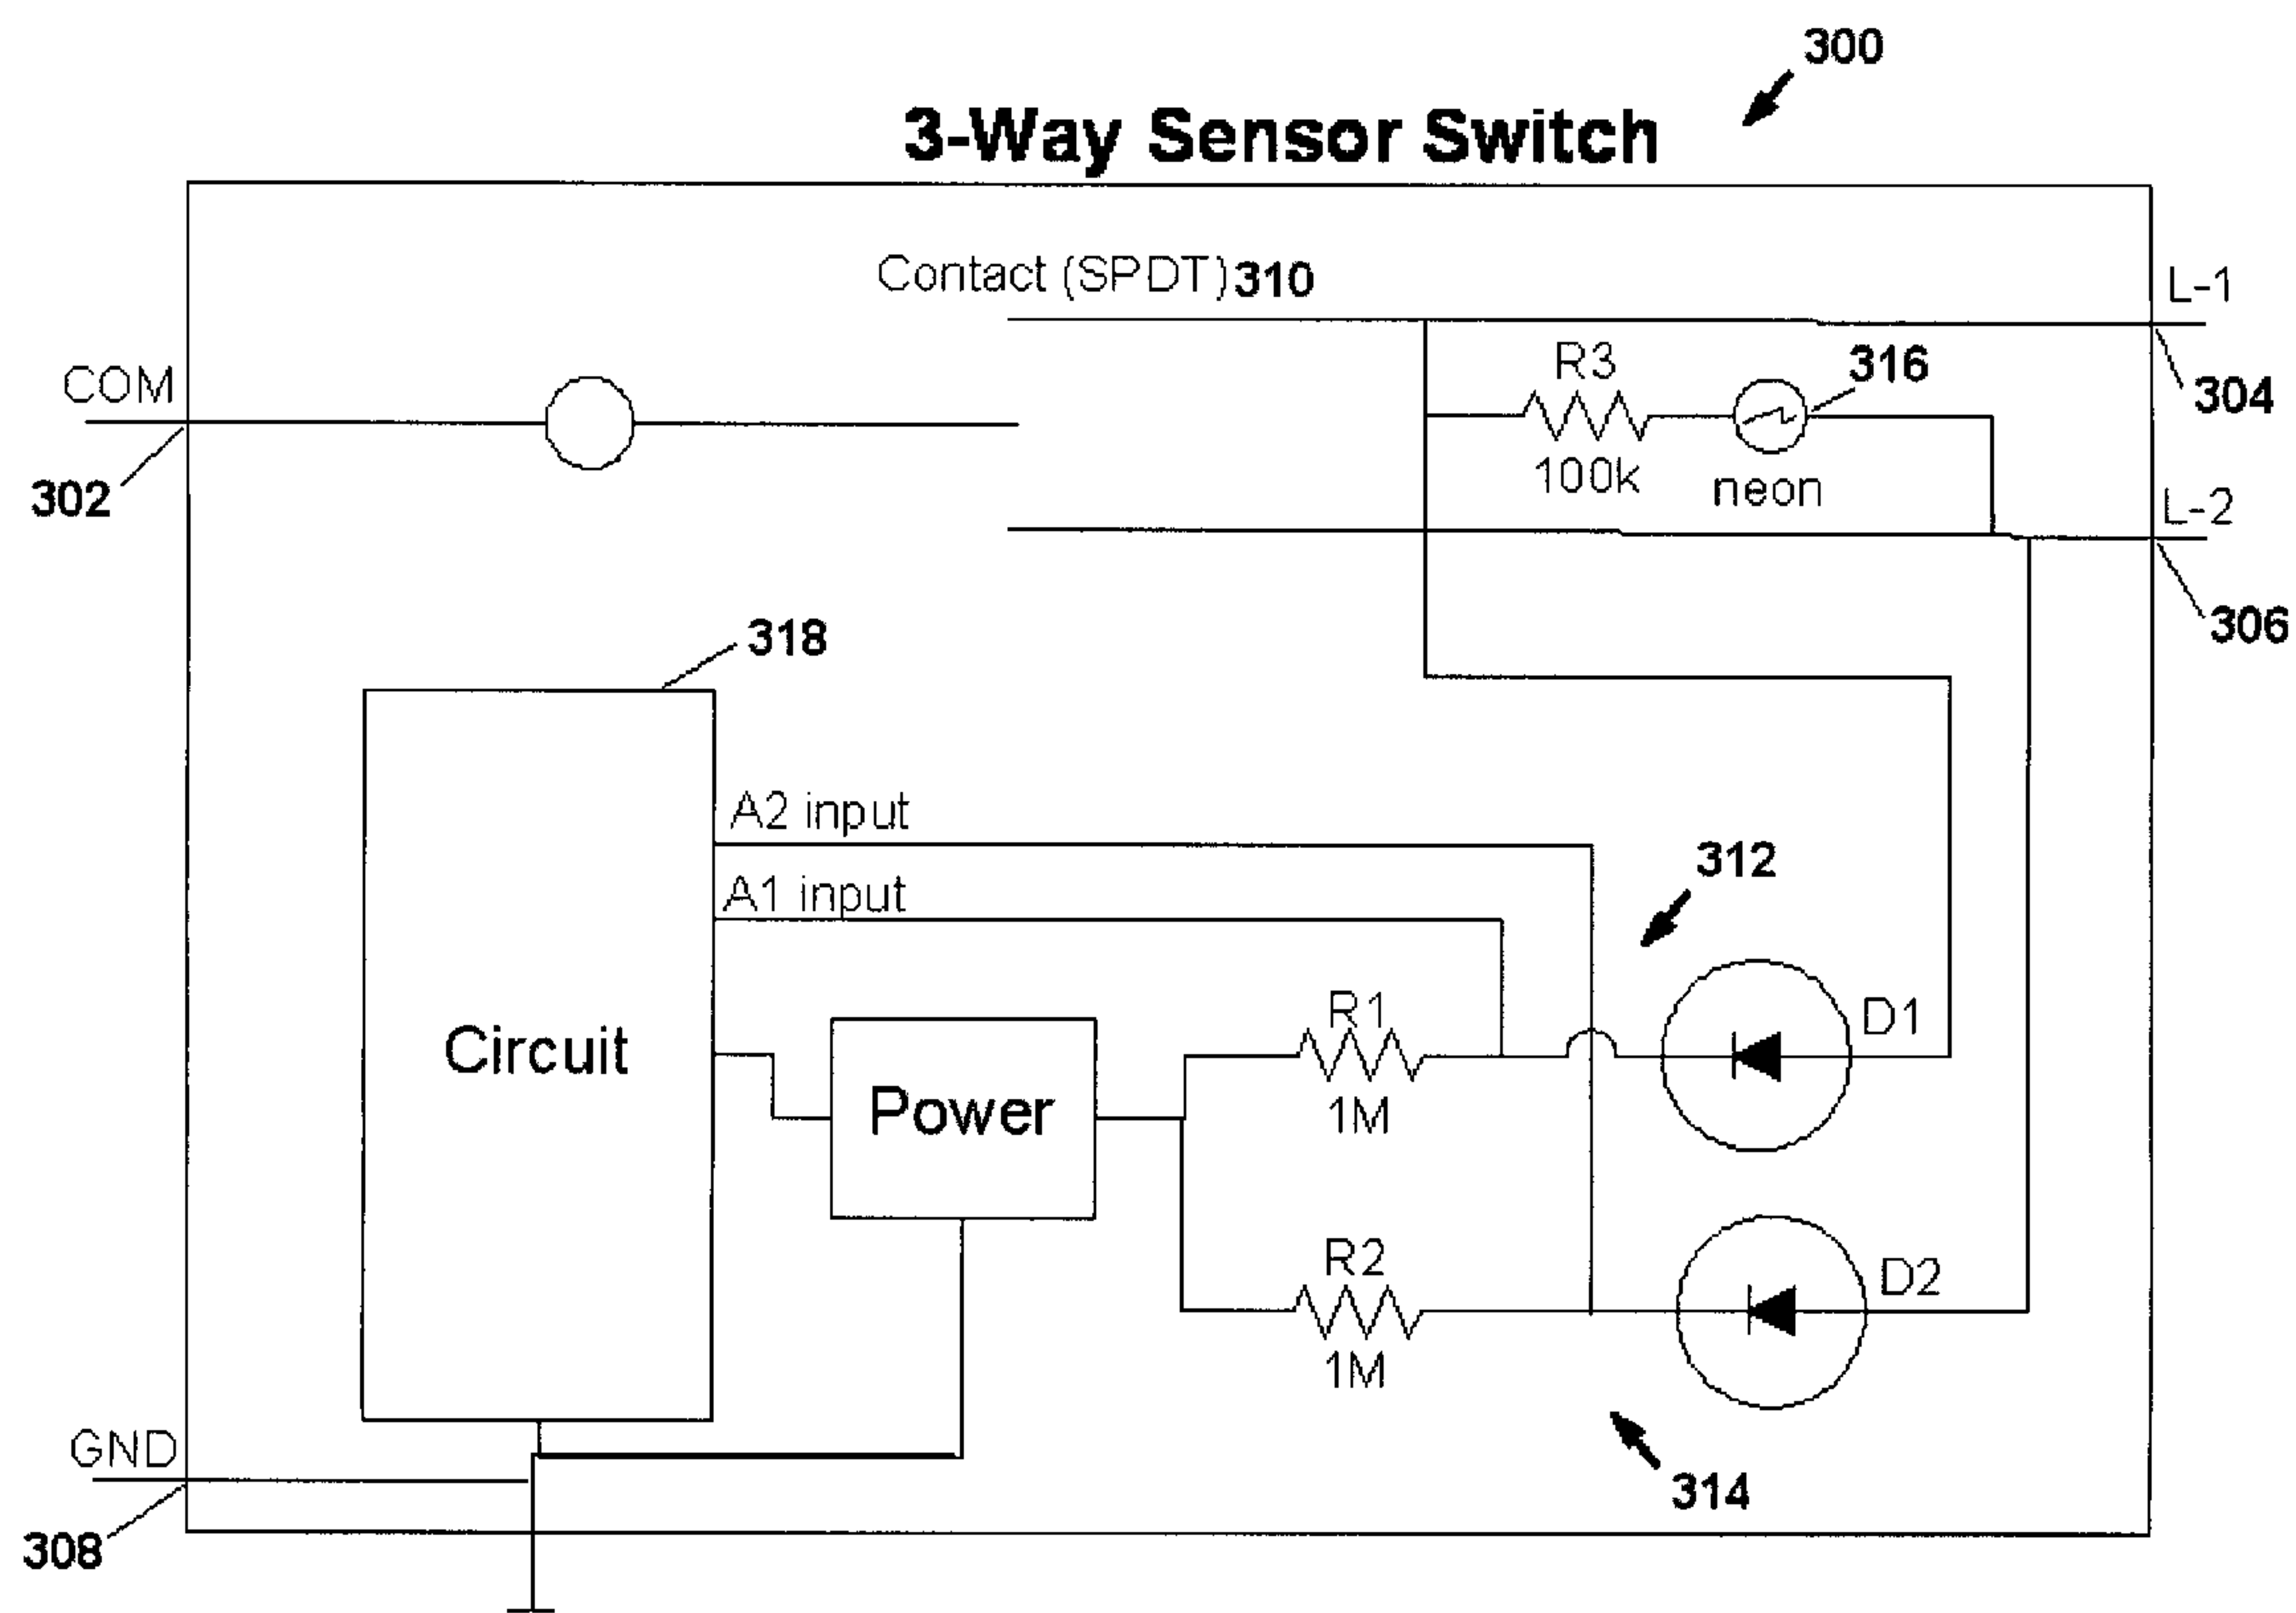 300
3-Way Sensor Switch
Contact (SPDT) 310
L-1
R3
316
COM
304
100k
neon
302
L-2
306
318
A2 input
312
A1 input
R1
D1
Circuit
Power
1M
R2
D2
1M
GND
314
308